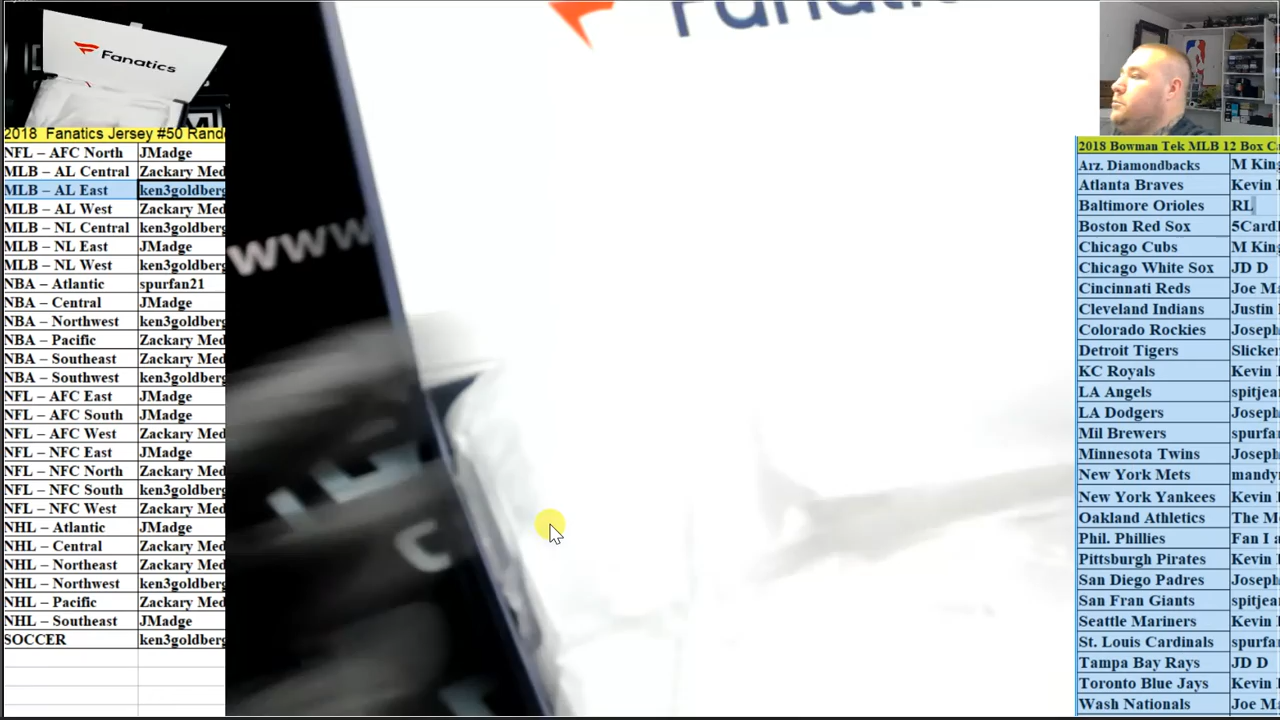 Fanatics
Fanatics
www
2018 Fanatics Jersey #50 Rand
NFL – AFC North JMadge
MLB – AL Central Zackary Med
MLB – AL East ken3goldberg
MLB – AL West Zackary Med
MLB – NL Central ken3goldberg
MLB – NL East JMadge
MLB – NL West ken3goldberg
NBA – Atlantic spurfan21
NBA – Central JMadge
NBA – Northwest ken3goldberg
NBA – Pacific Zackary Med
NBA – Southeast Zackary Med
NBA – Southwest ken3goldberg
NFL – AFC East JMadge
NFL – AFC South JMadge
NFL – AFC West Zackary Med
NFL – NFC East JMadge
NFL – NFC North Zackary Med
NFL – NFC South ken3goldberg
NFL – NFC West Zackary Med
NHL – Atlantic JMadge
NHL – Central Zackary Med
NHL – Northeast Zackary Med
NHL – Northwest ken3goldberg
NHL – Pacific Zackary Med
NHL – Southeast JMadge
SOCCER ken3goldberg
2018 Bowman Tek MLB 12 Box Ca
Arz. Diamondbacks M King
Atlanta Braves Kevin
Baltimore Orioles RL
Boston Red Sox 5Card
Chicago Cubs M King
Chicago White Sox JD D
Cincinnati Reds Joe Ma
Cleveland Indians Justin
Colorado Rockies Joseph
Detroit Tigers Slicker
KC Royals Kevin
LA Angels spitjean
LA Dodgers Joseph
Mil Brewers spurfa
Minnesota Twins Joseph
New York Mets mandy
New York Yankees Kevin
Oakland Athletics The M
Phil. Phillies Fan I a
Pittsburgh Pirates Kevin
San Diego Padres Joseph
San Fran Giants spitjea
Seattle Mariners Kevin
St. Louis Cardinals spurfa
Tampa Bay Rays JD D
Toronto Blue Jays Kevin
Wash Nationals Joe M